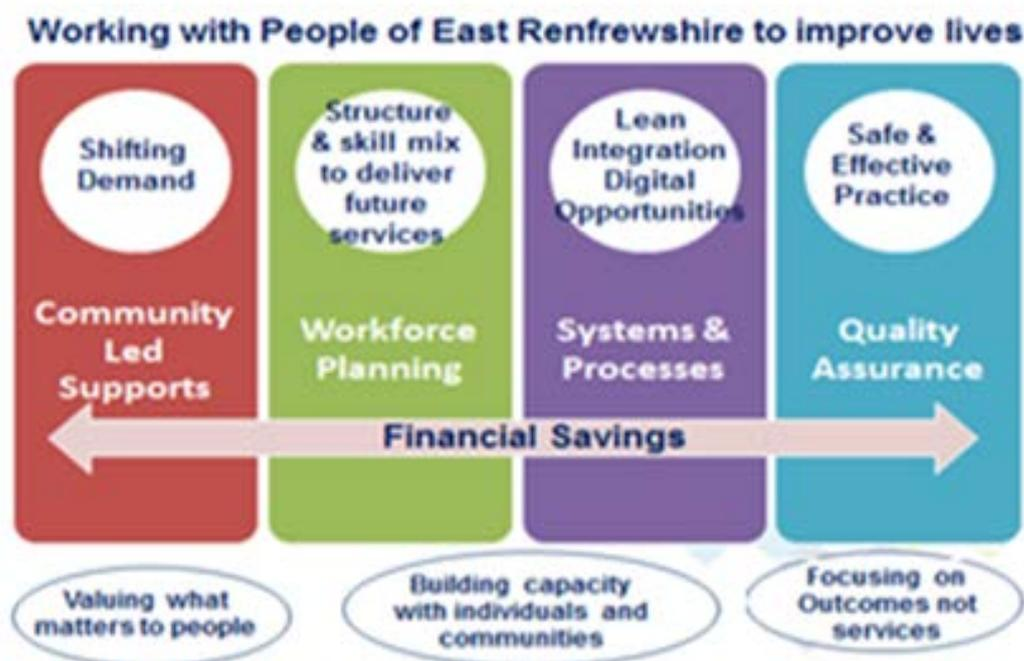 Working with People of East Renfrewshire to improve lives
Shifting
Demand
Community
Led
Supports
Structure
& skill mix
to deliver
future
services
Workforce
Planning
Lean
Integration
Digital
Opportunities
Systems &
Processes
Safe &
Effective
Practice
Quality
Assurance
Financial Savings
Valuing what
matters to people
Building capacity
with individuals and
communities
Focusing on
Outcomes not
services